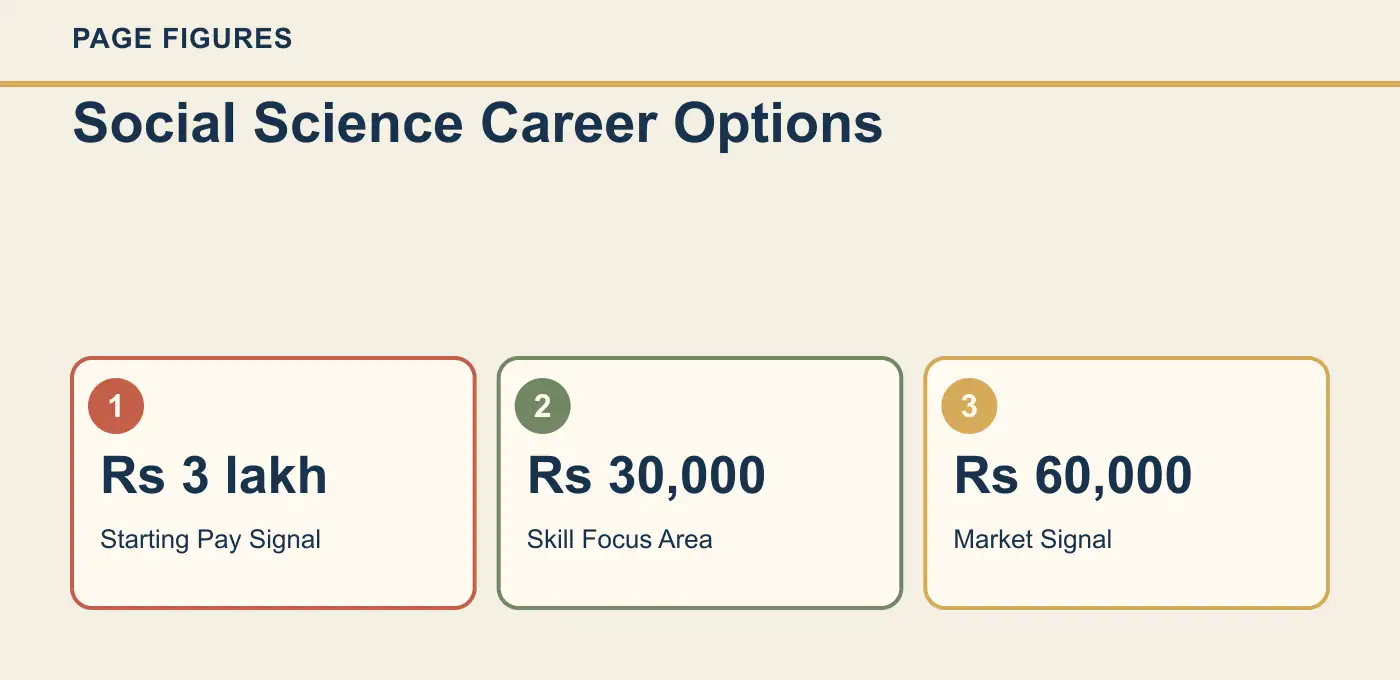 PAGE FIGURES
Social Science Career Options
1
Rs 3 lakh
Starting Pay Signal
2
Rs 30,000
Skill Focus Area
3
Rs 60,000
Market Signal